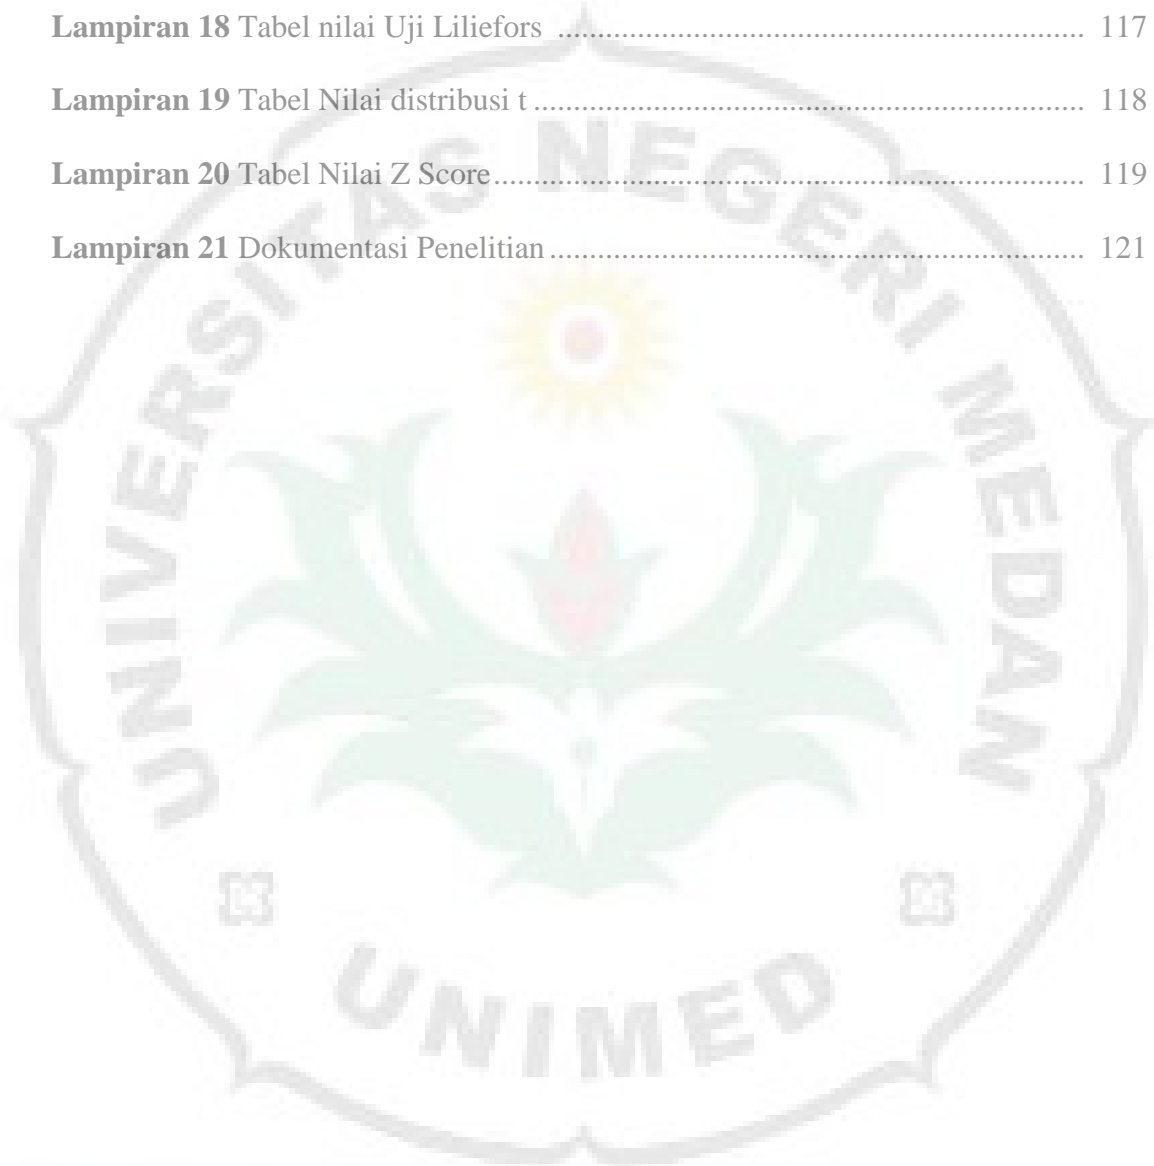 Lampiran 18 Tabel nilai Uji Liliefors ........................................................................ 117
Lampiran 19 Tabel Nilai distribusi t ........................................................................ 118
Lampiran 20 Tabel Nilai Z Score........................................................................ 119
Lampiran 21 Dokumentasi Penelitian ........................................................................ 121
UNIVERSITAS NEGERI MEDAN
UNIMED